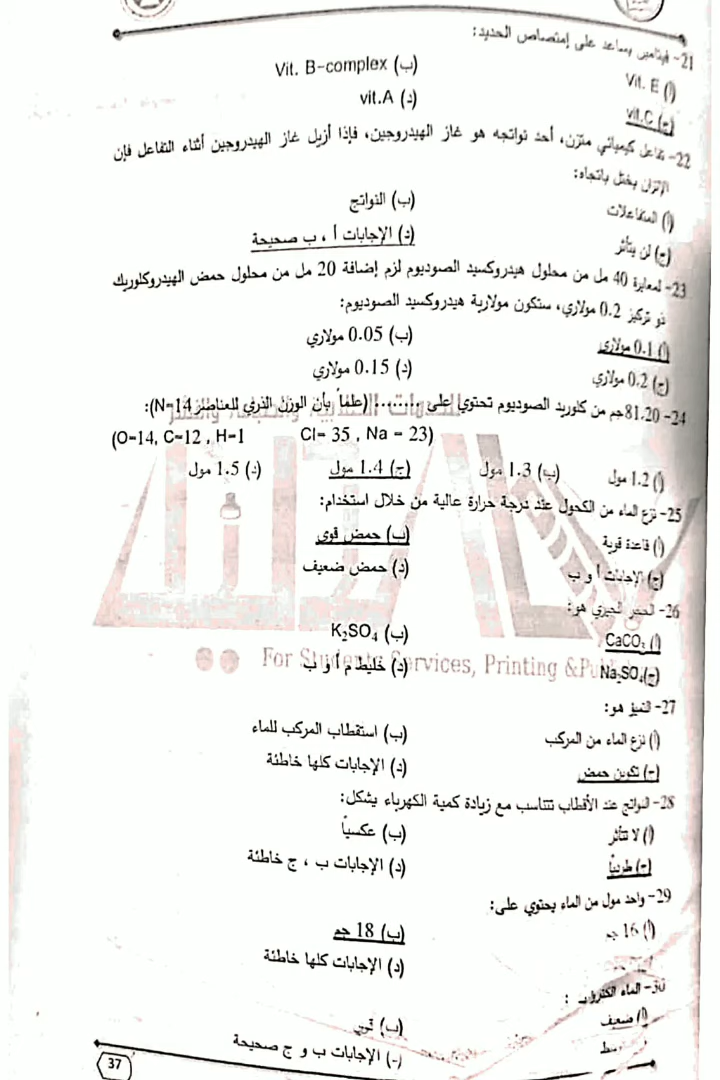 21- فيتامين يساعد على إمتصاص الحديد:
(أ) Vit. E (ب) Vit. B-complex
(ج) vit.C (د) vit.A
22- تفاعل كيميائي متزن، أحد نواتجه هو غاز الهيدروجين، فإذا أزيل غاز الهيدروجين أثناء التفاعل فإن
الإتزان يختل باتجاه:
(أ) المتفاعلات (ب) النواتج
(ج) لن يتأثر (د) الإجابات أ ، ب صحيحة
23- لمعايرة 40 مل من محلول هيدروكسيد الصوديوم لزم إضافة 20 مل من محلول حمض الهيدروكلوريك
ذو تركيز 0.2 مولاري، ستكون مولارية هيدروكسيد الصوديوم:
(أ) 0.1 مولاري (ب) 0.05 مولاري
(ج) 0.2 مولاري (د) 0.15 مولاري
24- 81.20جم من كلوريد الصوديوم تحتوي على ....... (علماً بأن الوزن الذري للعناصر N=14):
(O=14, C=12 , H=1 Cl= 35 , Na = 23)
(أ) 1.2 مول (ب) 1.3 مول (ج) 1.4 مول (د) 1.5 مول
25- نزع الماء من الكحول عند درجة حرارة عالية من خلال استخدام:
(أ) قاعدة قوية (ب) حمض قوي
(ج) الإجابات أ و ب (د) حمض ضعيف
26- الحجر الجيري هو:
(أ) CaCO₃ (ب) K₂SO₄
(ج) Na₂SO₄ (د) خليط م أ و ب
For Students Services, Printing &
27- التميؤ هو:
(أ) نزع الماء من المركب (ب) استقطاب المركب للماء
(ج) تكوين حمض (د) الإجابات كلها خاطئة
28- النواتج عند الأقطاب تتناسب مع زيادة كمية الكهرباء بشكل:
(أ) لا تتأثر (ب) عكسياً
(ج) طردياً (د) الإجابات ب ، ج خاطئة
29- واحد مول من الماء يحتوي على:
(أ) 16 جم (ب) 18 جم
(د) الإجابات كلها خاطئة
30- الماء الكتروليت :
(أ) ضعيف (ب) قوي
(د) الإجابات ب و ج صحيحة
37